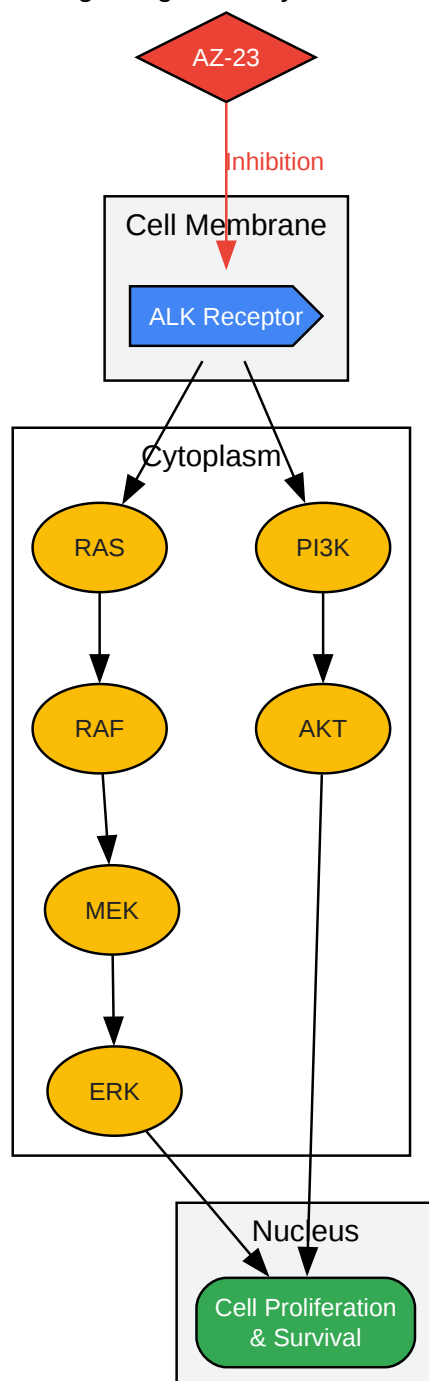 AZ-23
Inhibition
Cell Membrane
ALK Receptor
Cytoplasm
RAS
PI3K
RAF
AKT
MEK
ERK
Nucleus
Cell Proliferation
& Survival